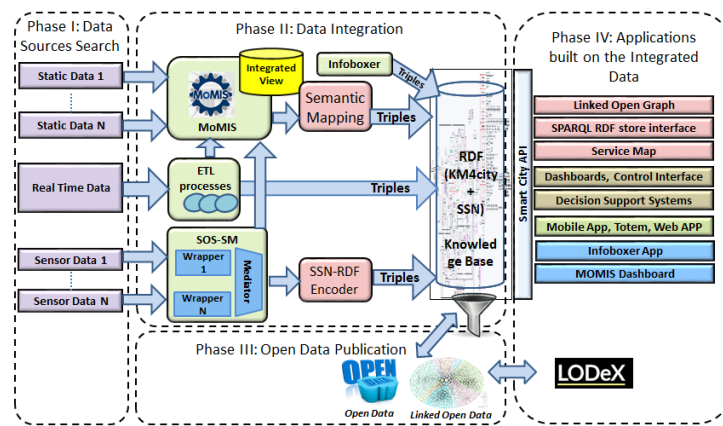 Phase I: Data
Sources Search
Static Data 1
Static Data N
Real Time Data
Sensor Data 1
Sensor Data N
Phase II: Data Integration
Integrated
View
MoMIS
MoMIS
Infoboxer
Triples
Semantic
Mapping
Triples
ETL
processes
Triples
SOS-SM
Wrapper
1
Wrapper
N
Mediator
SSN-RDF
Encoder
Triples
RDF
(KM4city
+
SSN)
Knowled
ge Base
Smart City API
Phase III: Open Data Publication
OPEN
Open Data
Linked Open Data
Phase IV: Applications
built on the Integrated
Data
Linked Open Graph
SPARQL RDF store interface
Service Map
Dashboards, Control Interface
Decision Support Systems
Mobile App, Totem, Web APP
Infoboxer App
MOMIS Dashboard
LODeX